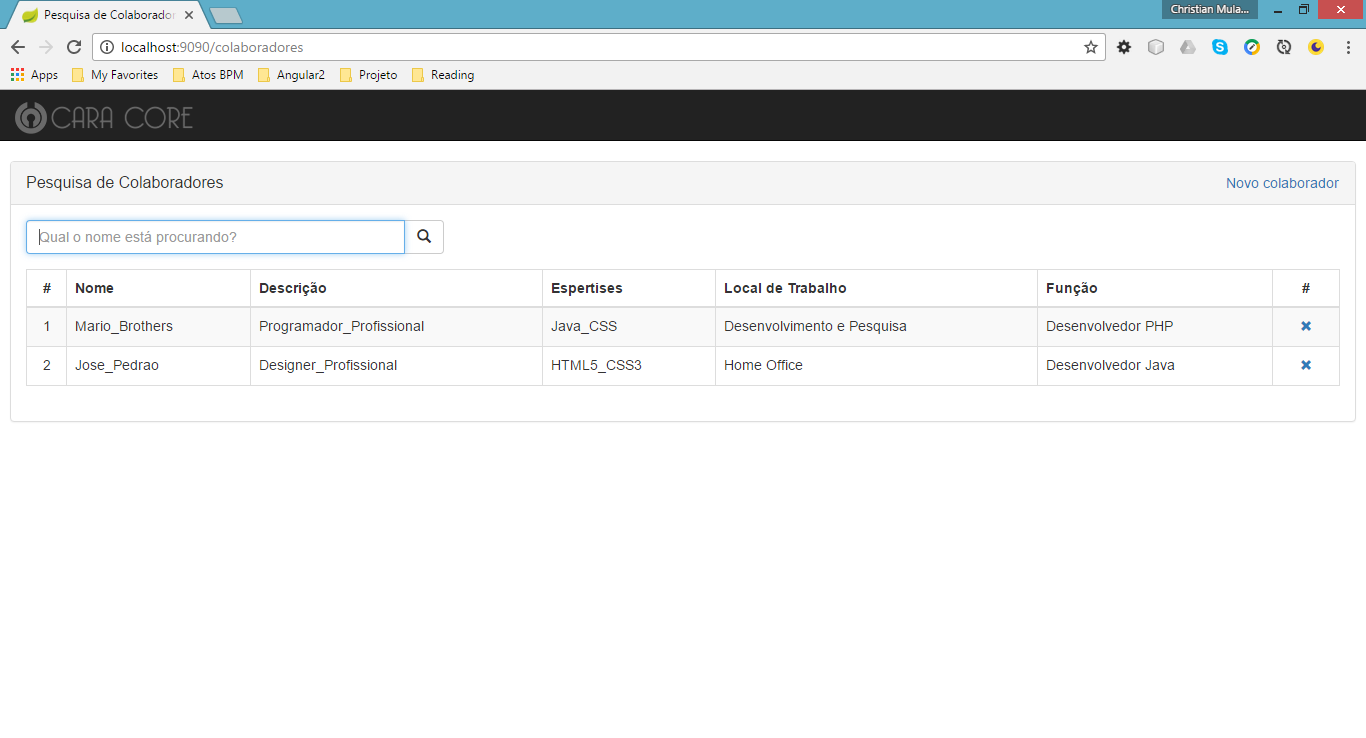 Pesquisa de Colaborador
Christian Mula...
localhost:9090/colaboradores
Apps My Favorites Atos BPM Angular2 Projeto Reading
CARA CORE
Pesquisa de Colaboradores Novo colaborador
Qual o nome está procurando?
# Nome Descrição Espertises Local de Trabalho Função #
1 Mario_Brothers Programador_Profissional Java_CSS Desenvolvimento e Pesquisa Desenvolvedor PHP
2 Jose_Pedrao Designer_Profissional HTML5_CSS3 Home Office Desenvolvedor Java